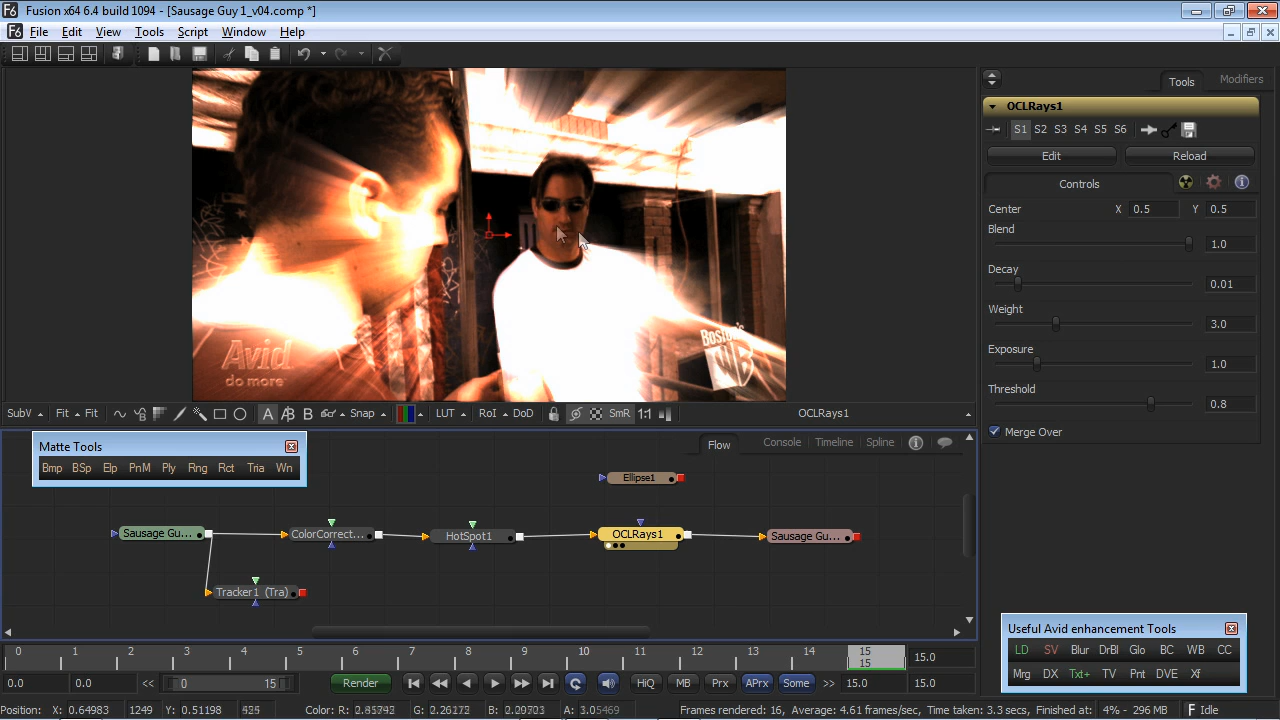 Fusion x64 6.4 build 1094 - [Sausage Guy 1_v04.comp *]
File Edit View Tools Script Window Help
Tools Modifiers
OCLRays1
S1 S2 S3 S4 S5 S6
Edit Reload
Controls
Center X 0.5 Y 0.5
Blend
1.0
Decay
0.01
Weight
3.0
Exposure
1.0
Threshold
0.8
Merge Over
Avid
do more
Boston's
SubV Fit Fit A B Snap LUT RoI DoD SmR 1:1 OCLRays1
Matte Tools
Bmp BSp Elp PnM Ply Rng Rct Tria Wn
Flow Console Timeline Spline
Ellipse1
Sausage Gu... ColorCorrect... HotSpot1 OCLRays1 Sausage Gu...
Tracker1 (Tra)
Useful Avid enhancement Tools
LD SV Blur DrBl Glo BC WB CC
Mrg DX Txt+ TV Pnt DVE Xf
0 1 2 3 4 5 6 7 8 9 10 11 12 13 14 15 15 15.0
0.0 0.0 << 0 15 Render HiQ MB Prx APrx Some >> 15.0 15.0
Position: X: 0.64983 1249 Y: 0.51198 Color: R: G: B: A: Frames rendered: 16, Average: 4.61 frames/sec, Time taken: 3.3 secs, Finished at: 4% - 296 MB Idle